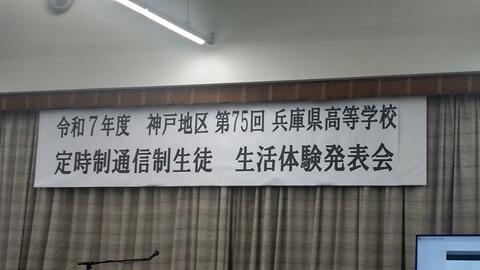 令和7年度　神戸地区 第75回 兵庫県高等学校
定時制通信制生徒　生活体験発表会